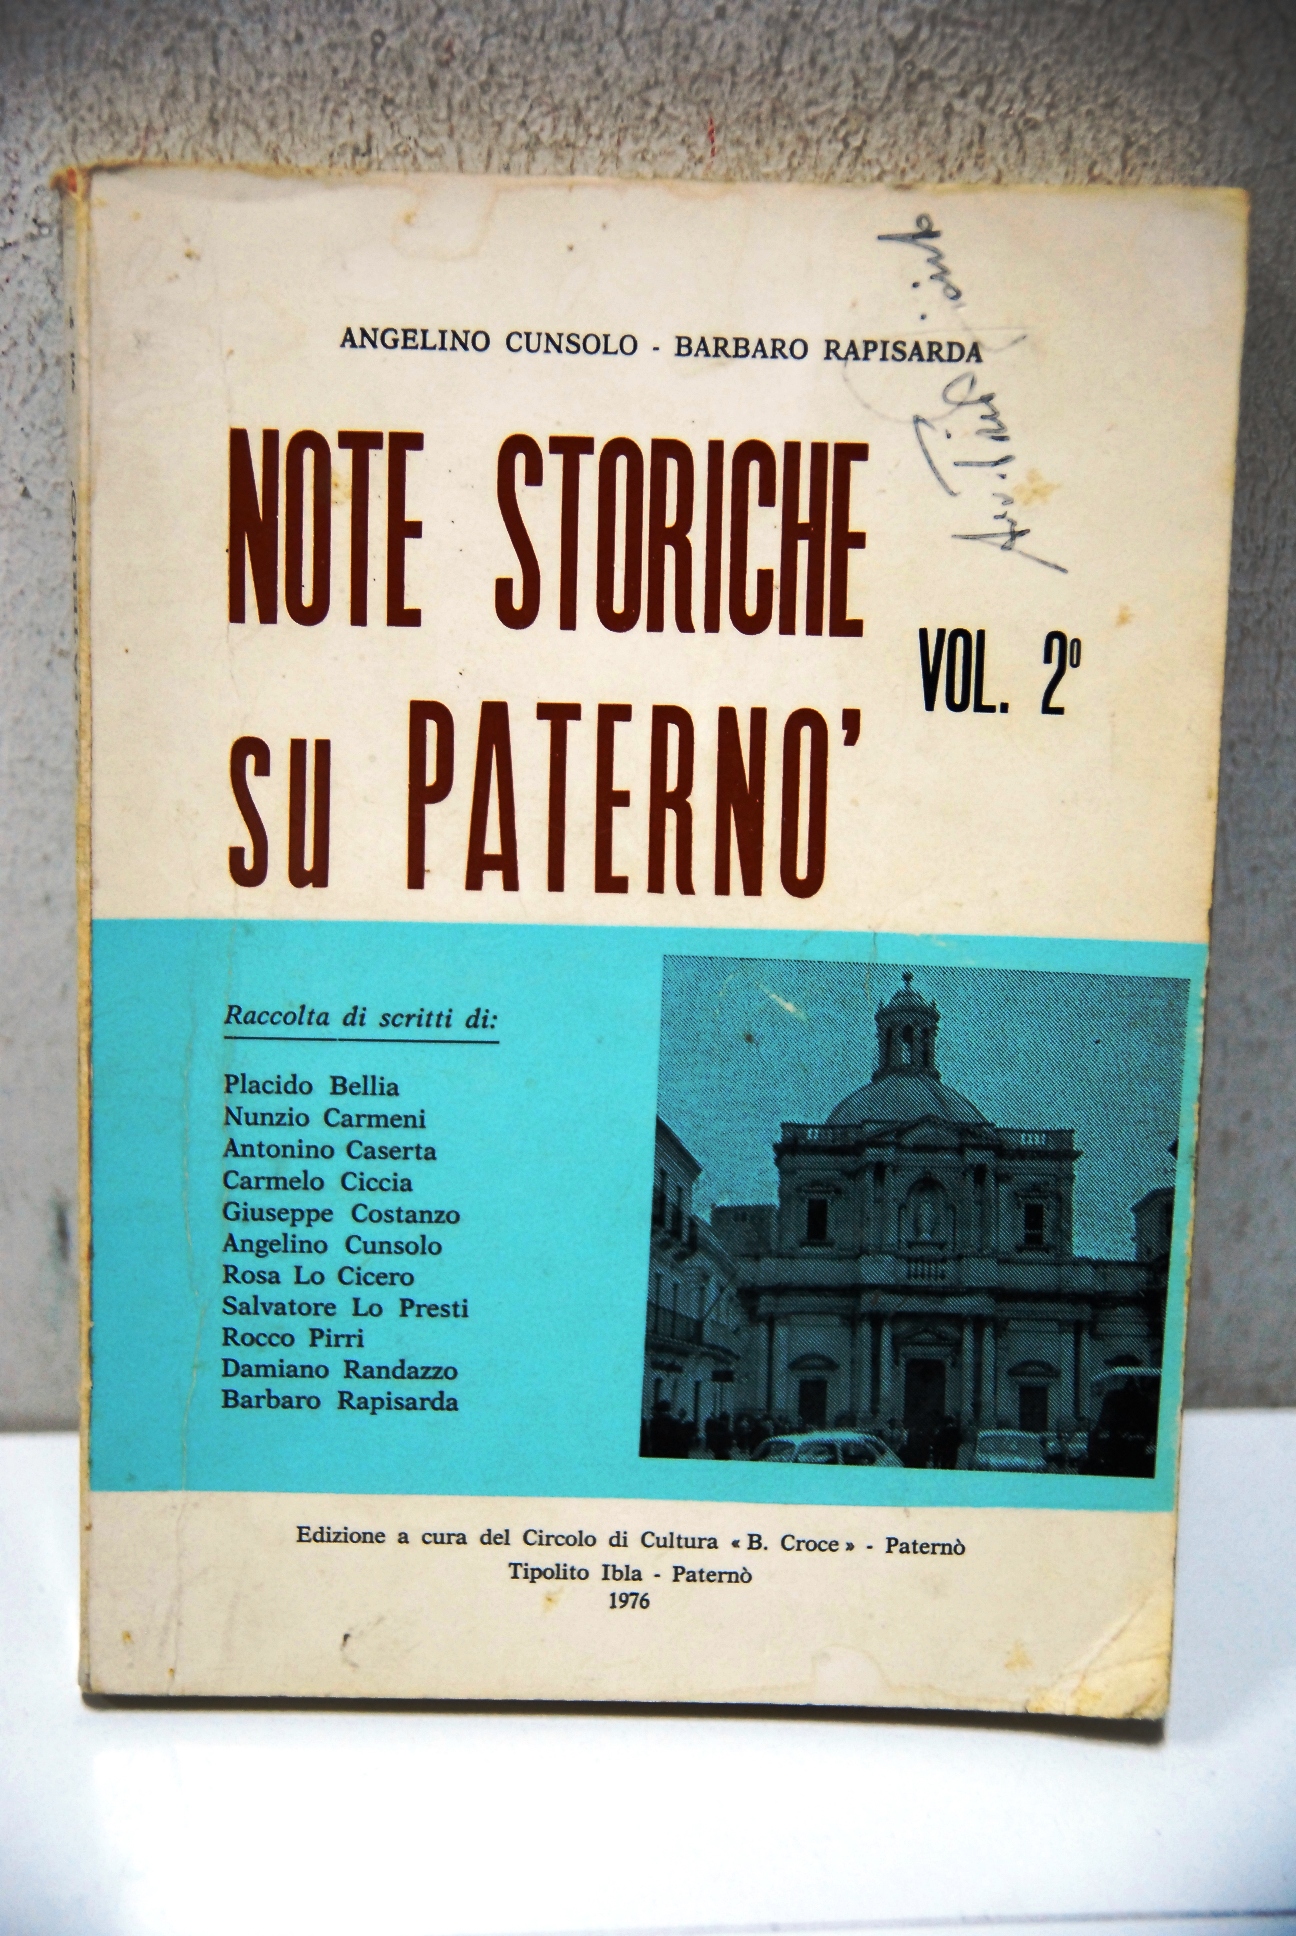 ANGELINO CUNSOLO - BARBARO RAPISARDA
NOTE STORICHE
VOL. 2º
su PATERNO'
Raccolta di scritti di:
Placido Bellia
Nunzio Carmeni
Antonino Caserta
Carmelo Ciccia
Giuseppe Costanzo
Angelino Cunsolo
Rosa Lo Cicero
Salvatore Lo Presti
Rocco Pirri
Damiano Randazzo
Barbaro Rapisarda
Edizione a cura del Circolo di Cultura « B. Croce » - Paternò
Tipolito Ibla - Paternò
1976